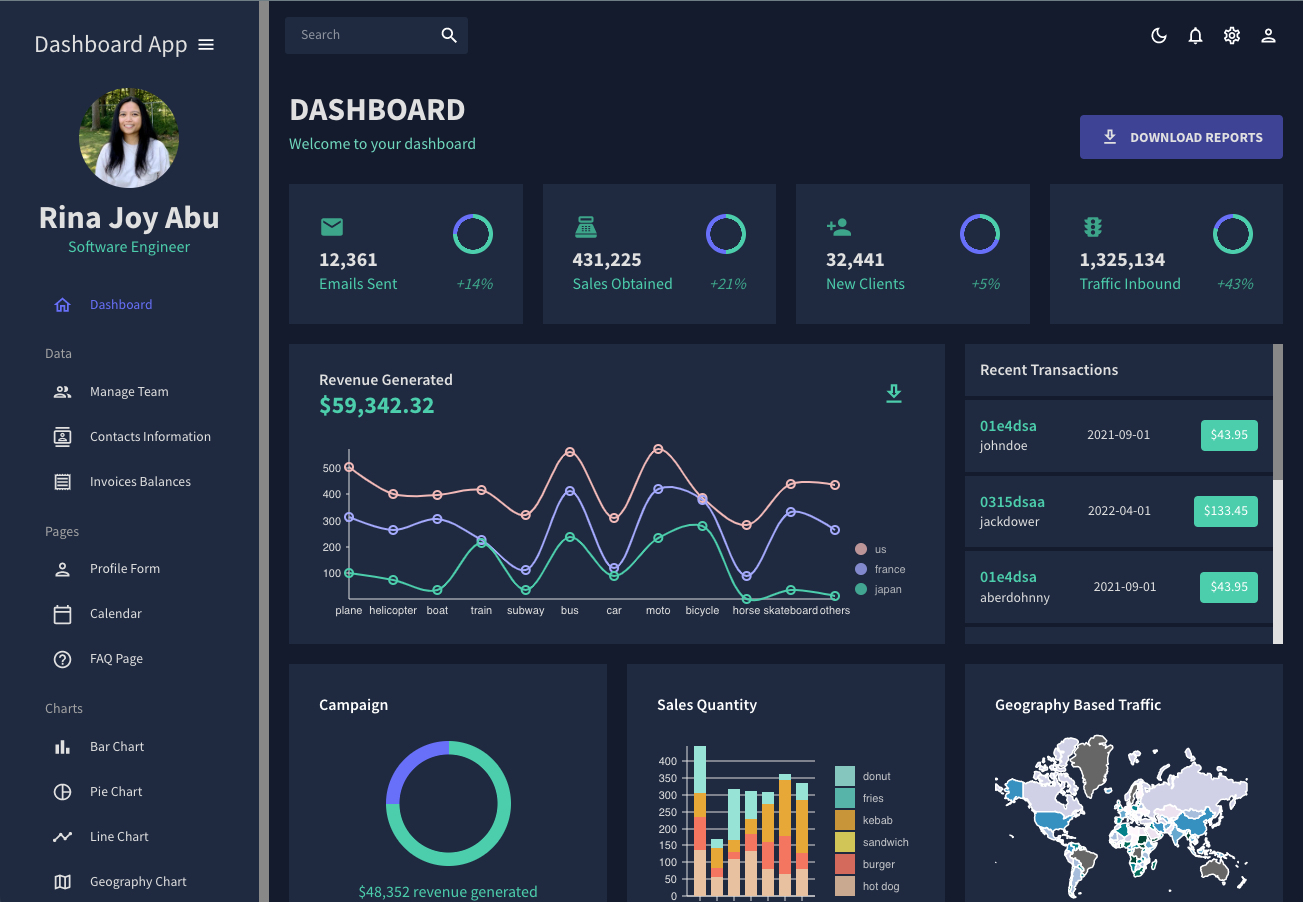 Dashboard App
Rina Joy Abu
Software Engineer
Dashboard
Data
Manage Team
Contacts Information
Invoices Balances
Pages
Profile Form
Calendar
FAQ Page
Charts
Bar Chart
Pie Chart
Line Chart
Geography Chart
Search
DASHBOARD
Welcome to your dashboard
DOWNLOAD REPORTS
12,361
Emails Sent +14%
431,225
Sales Obtained +21%
32,441
New Clients +5%
1,325,134
Traffic Inbound +43%
Revenue Generated
$59,342.32
500
400
300
200
100
plane helicopter boat train subway bus car moto bicycle horse skateboard others
us
france
japan
Recent Transactions
01e4dsa
johndoe
2021-09-01
$43.95
0315dsaa
jackdower
2022-04-01
$133.45
01e4dsa
aberdohnny
2021-09-01
$43.95
Campaign
$48,352 revenue generated
Sales Quantity
400
350
300
250
200
150
100
50
0
donut
fries
kebab
sandwich
burger
hot dog
Geography Based Traffic